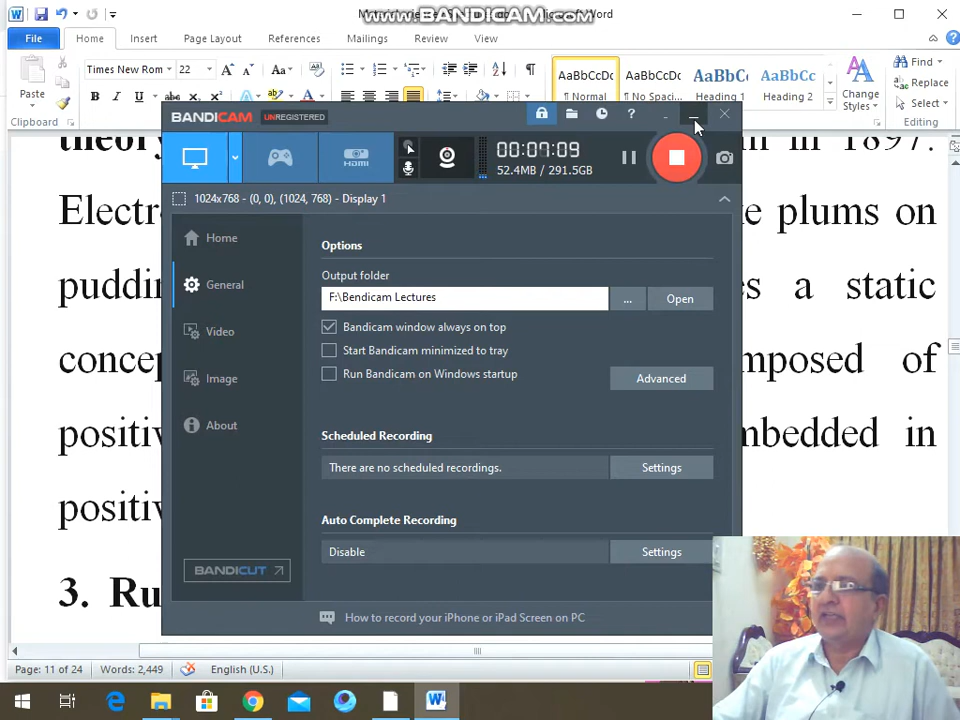 www.BANDICAM.com
Word
File
Home
Insert
Page Layout
References
Mailings
Review
View
Paste
Clipboard
Times New Rom
22
Aa
B I U abc
AaBbCcDc
¶ Normal
AaBbCcDc
¶ No Spaci...
AaBbC
AaBbCc
Change
Styles
Find
Replace
Select
Editing
theory
in 1897.
Electr
e plums on
puddin
s a static
concep
mposed of
positiv
mbedded in
positiv
3. Ru
BANDICAM
UNREGISTERED
HDMI
00:07:09
52.4MB / 291.5GB
1024x768 - (0, 0), (1024, 768) - Display 1
Home
General
Video
Image
About
BANDICUT
Options
Output folder
F:\Bendicam Lectures
...
Open
Bandicam window always on top
Start Bandicam minimized to tray
Run Bandicam on Windows startup
Advanced
Scheduled Recording
There are no scheduled recordings.
Settings
Auto Complete Recording
Disable
Settings
How to record your iPhone or iPad Screen on PC
Page: 11 of 24
Words: 2,449
English (U.S.)